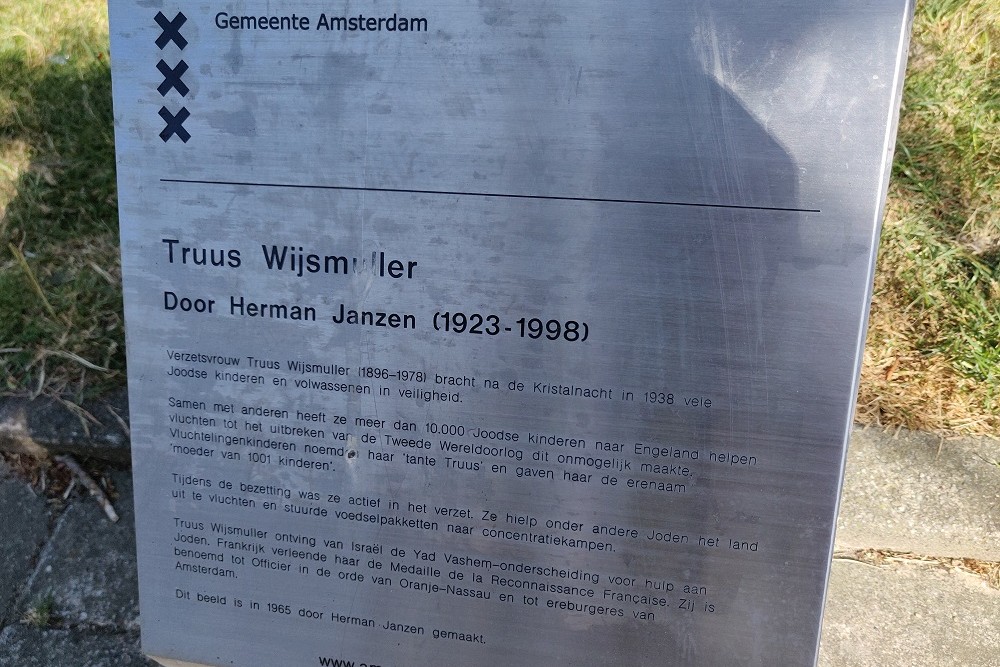 Gemeente Amsterdam
Truus Wijsmuller
Door Herman Janzen (1923-1998)
Verzetsvrouw Truus Wijsmuller (1896–1978) bracht na de Kristalnacht in 1938 vele
Joodse kinderen en volwassenen in veiligheid.
Samen met anderen heeft ze meer dan 10.000 Joodse kinderen naar Engeland helpen
vluchten tot het uitbreken van de Tweede Wereldoorlog dit onmogelijk maakte.
Vluchtelingenkinderen noemden haar 'tante Truus' en gaven haar de erenaam
'moeder van 1001 kinderen'.
Tijdens de bezetting was ze actief in het verzet. Ze hielp onder andere Joden het land
uit te vluchten en stuurde voedselpakketten naar concentratiekampen.
Truus Wijsmuller ontving van Israël de Yad Vashem–onderscheiding voor hulp aan
Joden. Frankrijk verleende haar de Medaille de la Reconnaissance Française. Zij is
benoemd tot Officier in de orde van Oranje–Nassau en tot ereburgeres van
Amsterdam.
Dit beeld is in 1965 door Herman Janzen gemaakt.